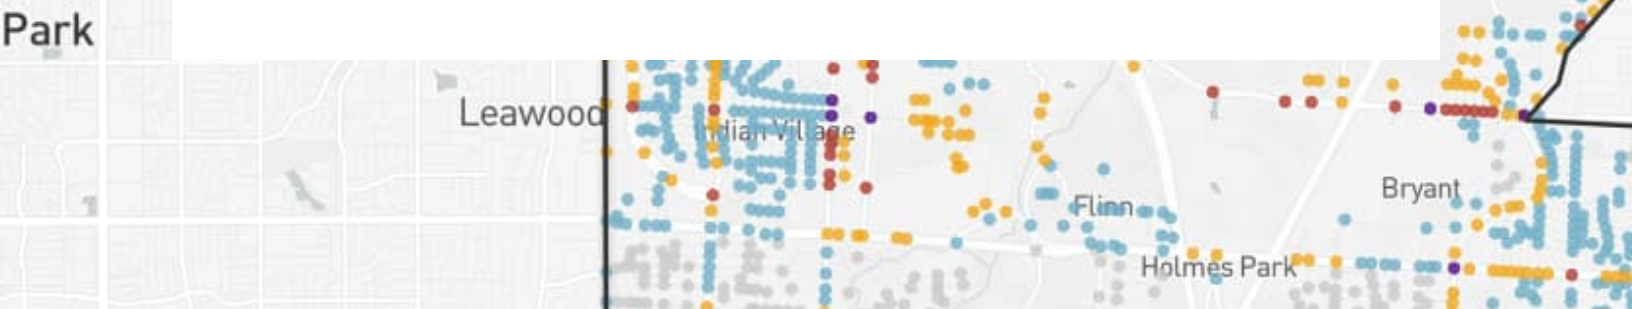 Park
Leawood
Indian Village
Flinn
Bryant
Holmes Park